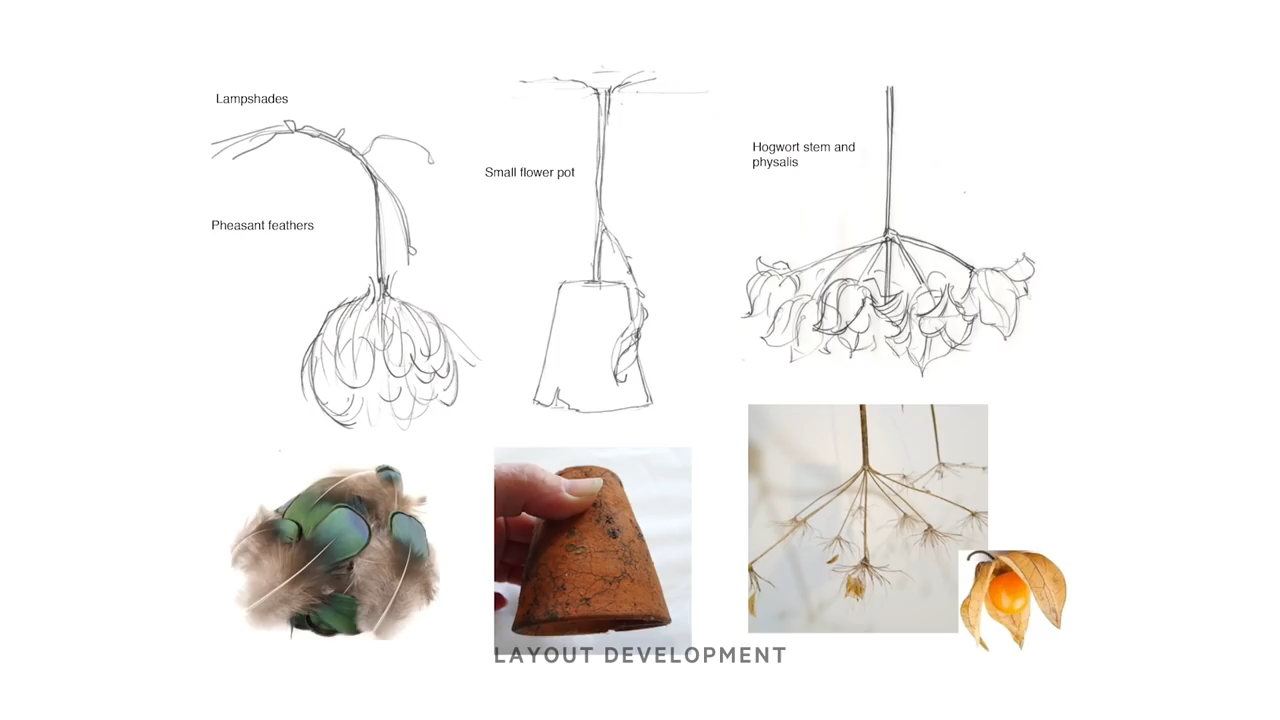 Lampshades
Pheasant feathers
Small flower pot
Hogwort stem and
physalis
LAYOUT DEVELOPMENT